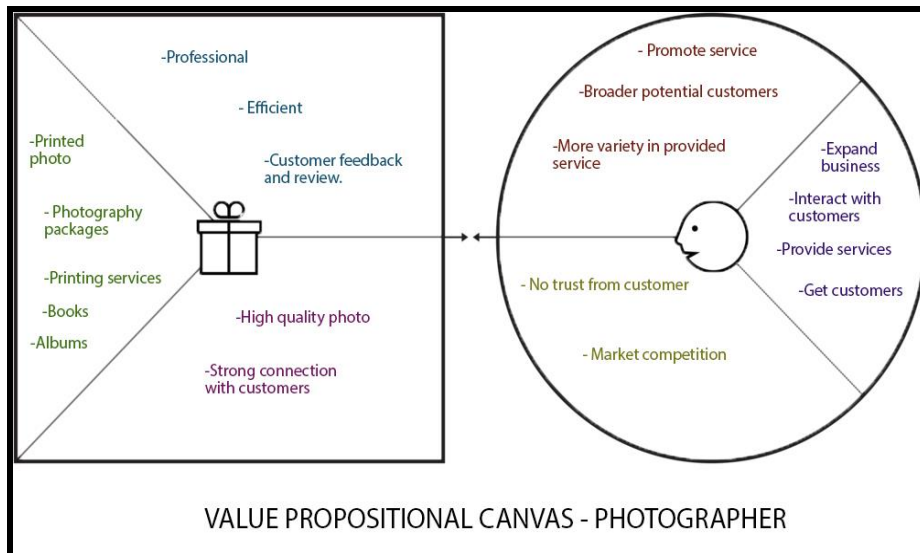 -Professional
- Efficient
-Customer feedback
and review.
-Printed
photo
- Photography
packages
-Printing services
-Books
-Albums
-High quality photo
-Strong connection
with customers
- Promote service
-Broader potential customers
-More variety in provided
service
-Expand
business
-Interact with
customers
-Provide services
-Get customers
- No trust from customer
- Market competition
VALUE PROPOSITIONAL CANVAS - PHOTOGRAPHER